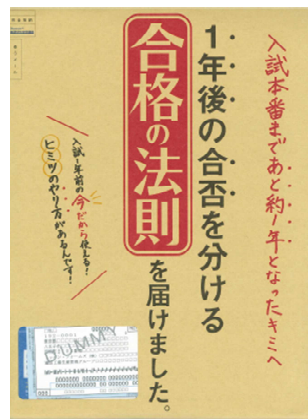 入試本番まであと約1年となったキミへ
1年後の合否を分ける
合格の法則
を届けました。
入試1年前の今だから使える!
ヒミツのやり方があるんです!
DUMMY